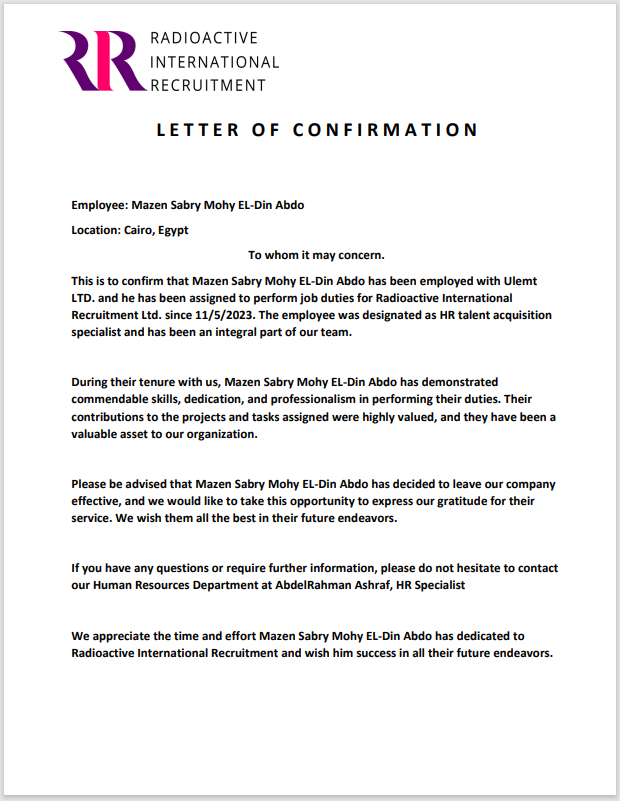 RADIOACTIVE
INTERNATIONAL
RECRUITMENT
LETTER OF CONFIRMATION
Employee: Mazen Sabry Mohy EL-Din Abdo
Location: Cairo, Egypt
To whom it may concern.
This is to confirm that Mazen Sabry Mohy EL-Din Abdo has been employed with Ulemt
LTD. and he has been assigned to perform job duties for Radioactive International
Recruitment Ltd. since 11/5/2023. The employee was designated as HR talent acquisition
specialist and has been an integral part of our team.
During their tenure with us, Mazen Sabry Mohy EL-Din Abdo has demonstrated
commendable skills, dedication, and professionalism in performing their duties. Their
contributions to the projects and tasks assigned were highly valued, and they have been a
valuable asset to our organization.
Please be advised that Mazen Sabry Mohy EL-Din Abdo has decided to leave our company
effective, and we would like to take this opportunity to express our gratitude for their
service. We wish them all the best in their future endeavors.
If you have any questions or require further information, please do not hesitate to contact
our Human Resources Department at AbdelRahman Ashraf, HR Specialist
We appreciate the time and effort Mazen Sabry Mohy EL-Din Abdo has dedicated to
Radioactive International Recruitment and wish him success in all their future endeavors.